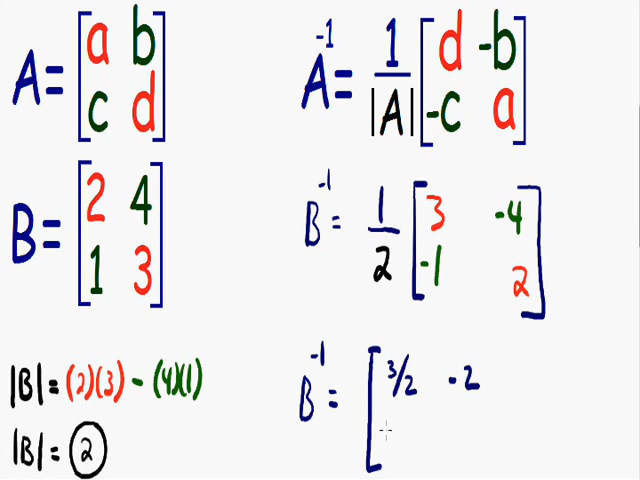 A = [a b
c d]
A⁻¹ = 1/|A| [d -b
-c a]
B = [2 4
1 3]
B⁻¹ = 1/2 [3 -4
-1 2]
|B| = (2)(3) - (4)(1)
|B| = 2
B⁻¹ = [3/2 -2